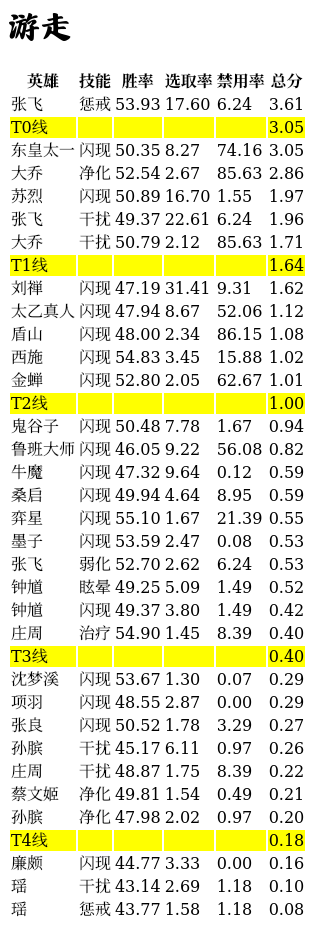 游走
英雄 技能 胜率 选取率 禁用率 总分
张飞 惩戒 53.93 17.60 6.24 3.61
T0线 3.05
东皇太一 闪现 50.35 8.27 74.16 3.05
大乔 净化 52.54 2.67 85.63 2.86
苏烈 闪现 50.89 16.70 1.55 1.97
张飞 干扰 49.37 22.61 6.24 1.96
大乔 干扰 50.79 2.12 85.63 1.71
T1线 1.64
刘禅 闪现 47.19 31.41 9.31 1.62
太乙真人 闪现 47.94 8.67 52.06 1.12
盾山 闪现 48.00 2.34 86.15 1.08
西施 闪现 54.83 3.45 15.88 1.02
金蝉 闪现 52.80 2.05 62.67 1.01
T2线 1.00
鬼谷子 闪现 50.48 7.78 1.67 0.94
鲁班大师 闪现 46.05 9.22 56.08 0.82
牛魔 闪现 47.32 9.64 0.12 0.59
桑启 闪现 49.94 4.64 8.95 0.59
弈星 闪现 55.10 1.67 21.39 0.55
墨子 闪现 53.59 2.47 0.08 0.53
张飞 弱化 52.70 2.62 6.24 0.53
钟馗 眩晕 49.25 5.09 1.49 0.52
钟馗 闪现 49.37 3.80 1.49 0.42
庄周 治疗 54.90 1.45 8.39 0.40
T3线 0.40
沈梦溪 闪现 53.67 1.30 0.07 0.29
项羽 闪现 48.55 2.87 0.00 0.29
张良 闪现 50.52 1.78 3.29 0.27
孙膑 干扰 45.17 6.11 0.97 0.26
庄周 干扰 48.87 1.75 8.39 0.22
蔡文姬 净化 49.81 1.54 0.49 0.21
孙膑 净化 47.98 2.02 0.97 0.20
T4线 0.18
廉颇 闪现 44.77 3.33 0.00 0.16
瑶 干扰 43.14 2.69 1.18 0.10
瑶 惩戒 43.77 1.58 1.18 0.08